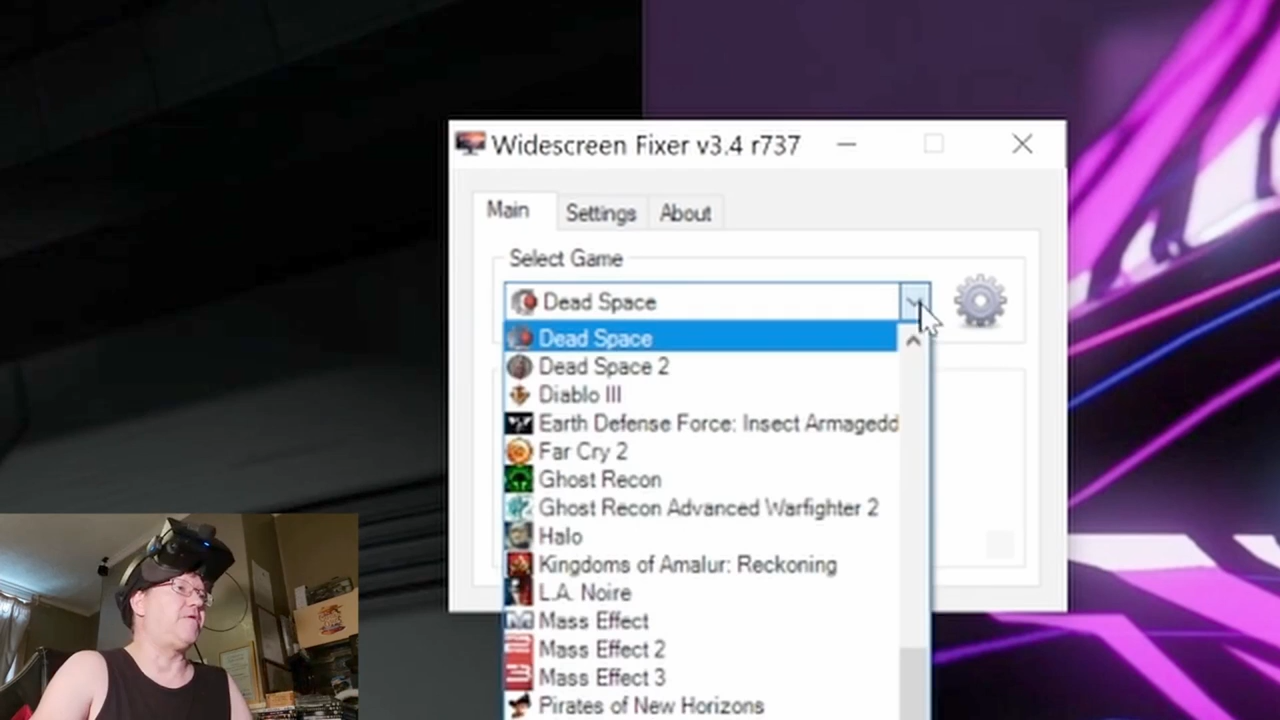 Widescreen Fixer v3.4 r737
Main
Settings
About
Select Game
Dead Space
Dead Space
Dead Space 2
Diablo III
Earth Defense Force: Insect Armagedd
Far Cry 2
Ghost Recon
Ghost Recon Advanced Warfighter 2
Halo
Kingdoms of Amalur: Reckoning
L.A. Noire
Mass Effect
Mass Effect 2
Mass Effect 3
Pirates of New Horizons